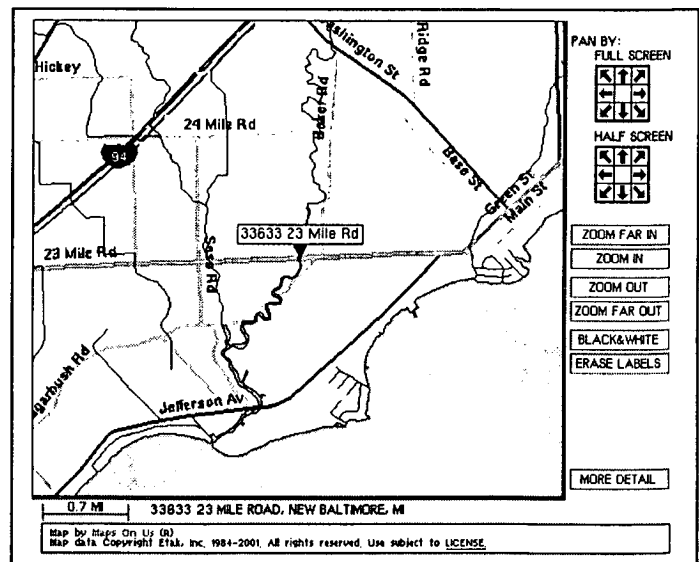 ashington St
Ridge Rd
Hickey
24 Mile Rd
Baker Rd
94
Base St
Green St
Main St
33633 23 Mile Rd
23 Mile Rd
Sass Rd
ugarbush Rd
Jefferson Av
PAN BY:
FULL SCREEN
HALF SCREEN
ZOOM FAR IN
ZOOM IN
ZOOM OUT
ZOOM FAR OUT
BLACK&WHITE
ERASE LABELS
MORE DETAIL
0.7 MI
33633 23 MILE ROAD, NEW BALTIMORE, MI
Map by Maps On Us (R)
Map data Copyright Etak, Inc. 1984-2001. All rights reserved. Use subject to LICENSE.